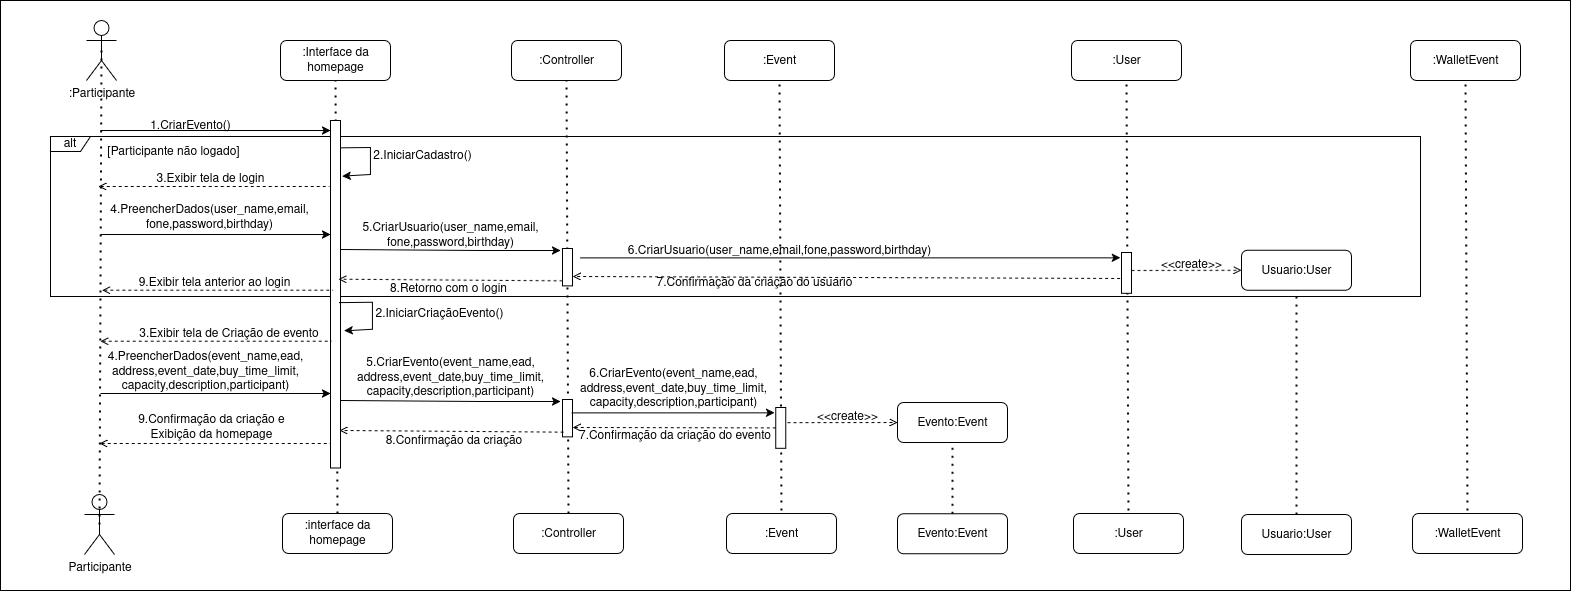 :Participante
:Interface da
homepage
:Controller
:Event
:User
:WalletEvent
1.CriarEvento()
alt
[Participante não logado]
2.IniciarCadastro()
3.Exibir tela de login
4.PreencherDados(user_name,email,
fone,password,birthday)
5.CriarUsuario(user_name,email,
fone,password,birthday)
6.CriarUsuario(user_name,email,fone,password,birthday)
<<create>>
Usuario:User
7.Confirmação da criação do usuario
8.Retorno com o login
9.Exibir tela anterior ao login
2.IniciarCriaçãoEvento()
3.Exibir tela de Criação de evento
4.PreencherDados(event_name,ead,
address,event_date,buy_time_limit,
capacity,description,participant)
5.CriarEvento(event_name,ead,
address,event_date,buy_time_limit,
capacity,description,participant)
6.CriarEvento(event_name,ead,
address,event_date,buy_time_limit,
capacity,description,participant)
<<create>>
Evento:Event
7.Confirmação da criação do evento
8.Confirmação da criação
9.Confirmação da criação e
Exibição da homepage
Participante
:interface da
homepage
:Controller
:Event
Evento:Event
:User
Usuario:User
:WalletEvent